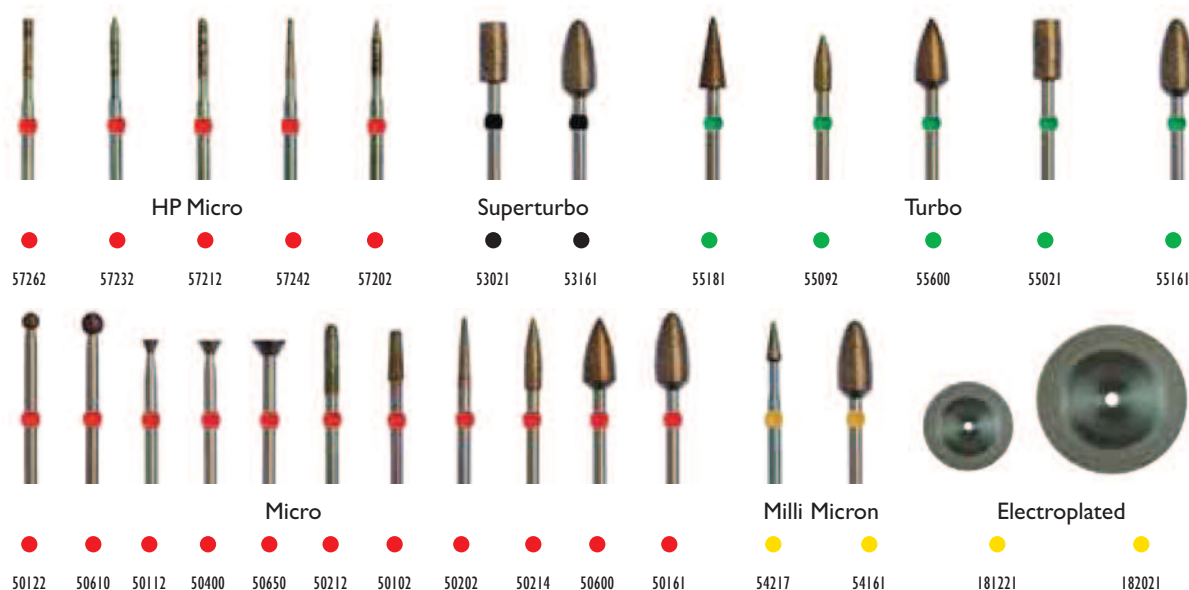 HP Micro Superturbo Turbo
57262 57232 57212 57242 57202 53021 53161 55181 55092 55600 55021 55161
Micro Milli Micron Electroplated
50122 50610 50112 50400 50650 50212 50102 50202 50214 50600 50161 54217 54161 181221 182021